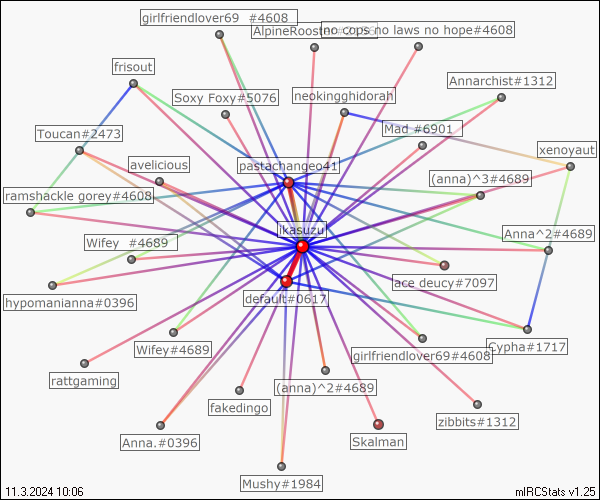 girlfriendlover69 #4608
no cops no laws no hope#4608
frisout
Annarchist#1312
Soxy Foxy#5076
neokingghidorah
Toucan#2473
Mad #6901
xenoyaut
avelicious
pastachangeo41
(anna)^3#4689
ramshackle gorey#4608
ikasuzu
Anna^2#4689
Wifey #4689
ace deucy#7097
hypomanianna#0396
default#0617
Wifey#4689
girlfriendlover69#4608
Cypha#1717
rattgaming
(anna)^2#4689
fakedingo
zibbits#1312
Anna.#0396
Skalman
Mushy#1984
11.3.2024 10:06
mIRCStats v1.25